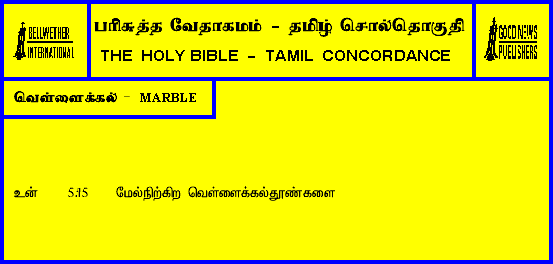 BELLWETHER
INTERNATIONAL
பரிசுத்த வேதாகமம் - தமிழ் சொல்தொகுதி
THE HOLY BIBLE - TAMIL CONCORDANCE
GOOD NEWS
PUBLISHERS
வெள்ளைக்கல் - MARBLE
உன் 5:15 மேல்நிற்கிற வெள்ளைக்கல்தூண்களை